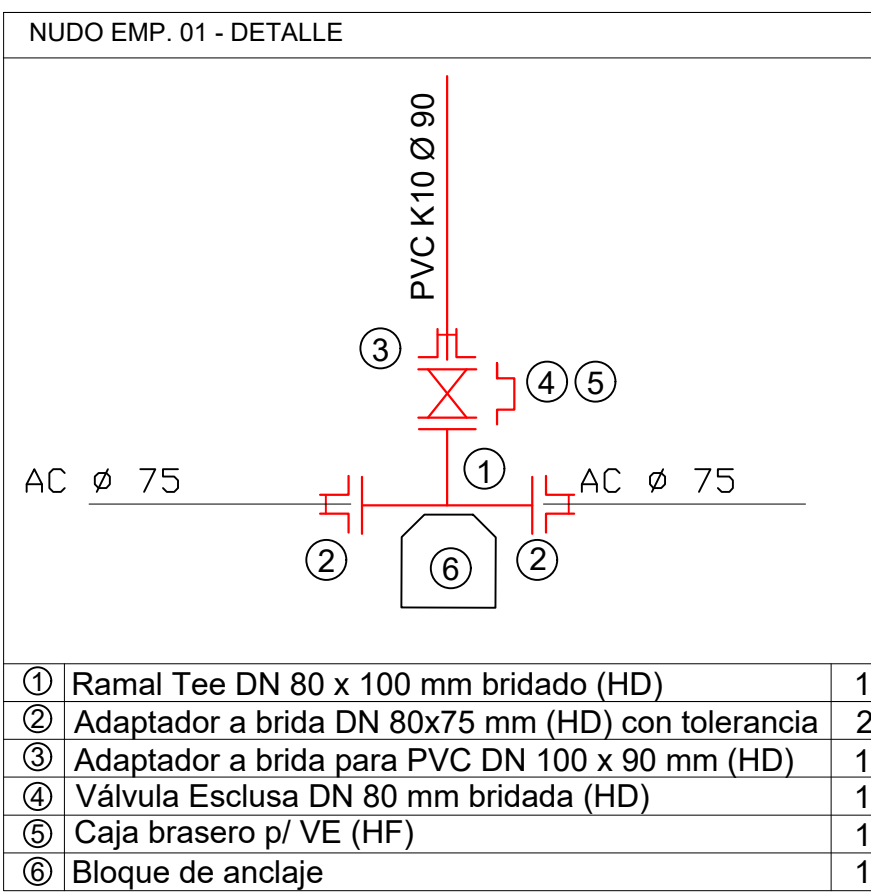 NUDO EMP. 01 - DETALLE
PVC K10 Ø 90
③
④ ⑤
AC Ø 75
①
AC Ø 75
②
⑥
②
① Ramal Tee DN 80 x 100 mm bridado (HD) 1
② Adaptador a brida DN 80x75 mm (HD) con tolerancia 2
③ Adaptador a brida para PVC DN 100 x 90 mm (HD) 1
④ Válvula Esclusa DN 80 mm bridada (HD) 1
⑤ Caja brasero p/ VE (HF) 1
⑥ Bloque de anclaje 1